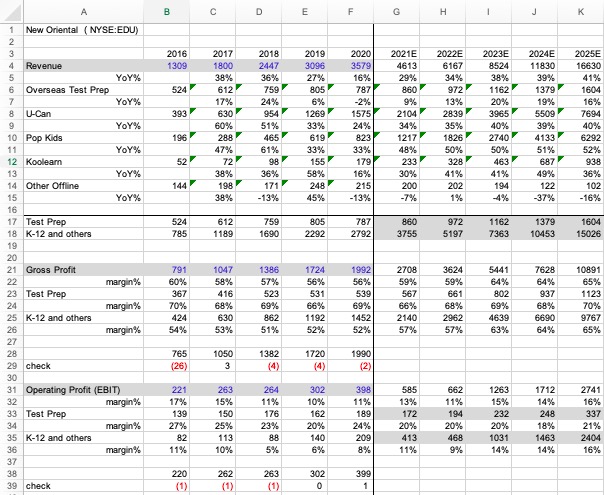 A B C D E F G H I J K
1 New Oriental ( NYSE:EDU)
2
3 2016 2017 2018 2019 2020 2021E 2022E 2023E 2024E 2025E
4 Revenue 1309 1800 2447 3096 3579 4613 6167 8524 11830 16630
5 YoY% 38% 36% 27% 16% 29% 34% 38% 39% 41%
6 Overseas Test Prep 524 612 759 805 787 860 972 1162 1379 1604
7 YoY% 17% 24% 6% -2% 9% 13% 20% 19% 16%
8 U-Can 393 630 954 1269 1575 2104 2839 3965 5509 7694
9 YoY% 60% 51% 33% 24% 34% 35% 40% 39% 40%
10 Pop Kids 196 288 465 619 823 1217 1826 2740 4133 6292
11 YoY% 47% 61% 33% 33% 48% 50% 50% 51% 52%
12 Koolearn 52 72 98 155 179 233 328 463 687 938
13 YoY% 38% 36% 58% 16% 30% 41% 41% 49% 36%
14 Other Offline 144 198 171 248 215 200 202 194 122 102
15 YoY% 38% -13% 45% -13% -7% 1% -4% -37% -16%
16
17 Test Prep 524 612 759 805 787 860 972 1162 1379 1604
18 K-12 and others 785 1189 1690 2292 2792 3755 5197 7363 10453 15026
19
20
21 Gross Profit 791 1047 1386 1724 1992 2708 3624 5441 7628 10891
22 margin% 60% 58% 57% 56% 56% 59% 59% 64% 64% 65%
23 Test Prep 367 416 523 531 539 567 661 802 937 1123
24 margin% 70% 68% 69% 66% 69% 66% 68% 69% 68% 70%
25 K-12 and others 424 630 862 1192 1452 2140 2962 4639 6690 9767
26 margin% 54% 53% 51% 52% 52% 57% 57% 63% 64% 65%
27
28 765 1050 1382 1720 1990
29 check (26) 3 (4) (4) (2)
30
31 Operating Profit (EBIT) 221 263 264 302 398 585 662 1263 1712 2741
32 margin% 17% 15% 11% 10% 11% 13% 11% 15% 14% 16%
33 Test Prep 139 150 176 162 189 172 194 232 248 337
34 margin% 27% 25% 23% 20% 24% 20% 20% 20% 18% 21%
35 K-12 and others 82 113 88 140 209 413 468 1031 1463 2404
36 margin% 11% 10% 5% 6% 8% 11% 9% 14% 14% 16%
37
38 220 262 263 302 399
39 check (1) (1) (1) 0 1